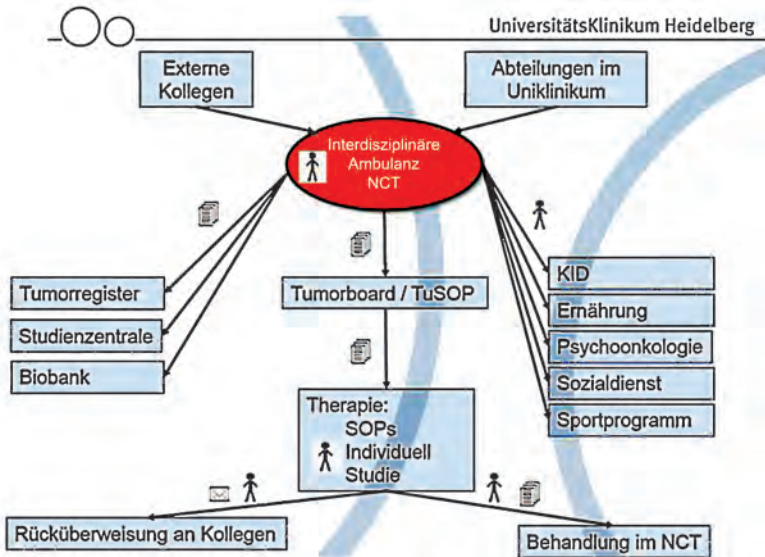 UniversitätsKlinikum Heidelberg
Externe
Kollegen
Abteilungen im
Uniklinikum
Interdisziplinäre
Ambulanz
NCT
Tumorregister
Studienzentrale
Biobank
Tumorboard / TuSOP
KID
Ernährung
Psychoonkologie
Sozialdienst
Sportprogramm
Therapie:
SOPs
Individuell
Studie
Rücküberweisung an Kollegen
Behandlung im NCT